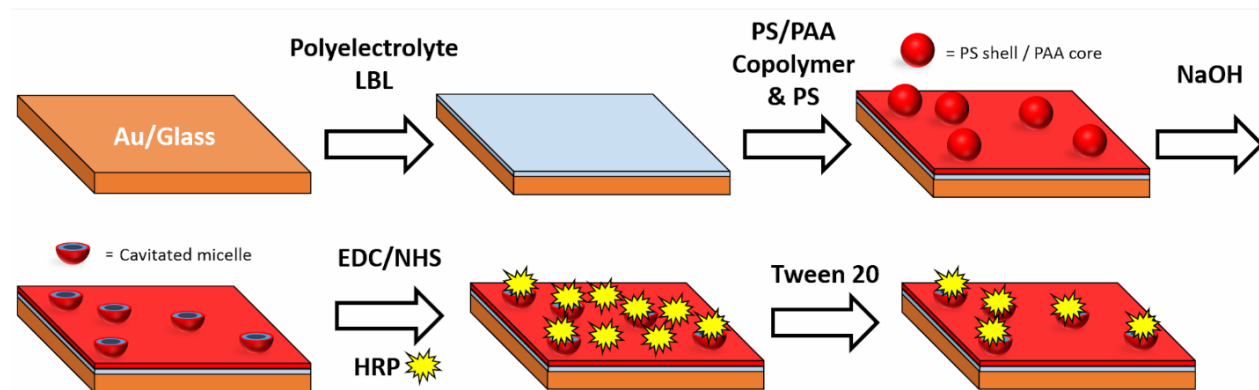 Polyelectrolyte
LBL
PS/PAA
Copolymer
& PS
= PS shell / PAA core
NaOH
Au/Glass
= Cavitated micelle
EDC/NHS
HRP
Tween 20